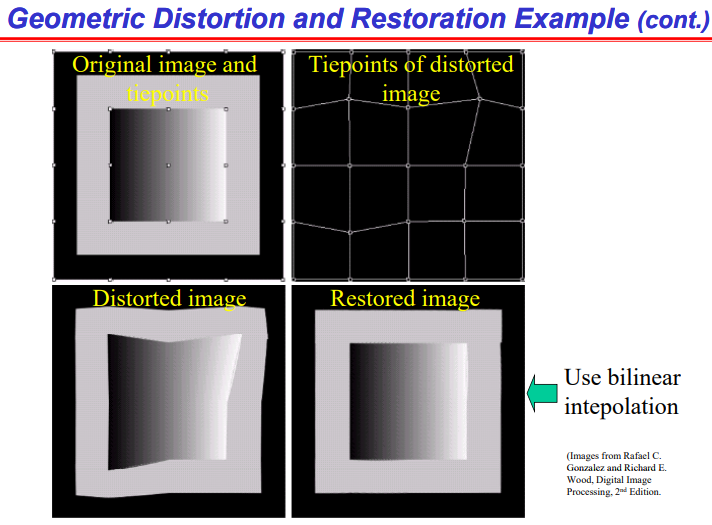 Geometric Distortion and Restoration Example (cont.)
Original image and
tiepoints
Tiepoints of distorted
image
Distorted image
Restored image
Use bilinear
intepolation
(Images from Rafael C.
Gonzalez and Richard E.
Wood, Digital Image
Processing, 2nd Edition.